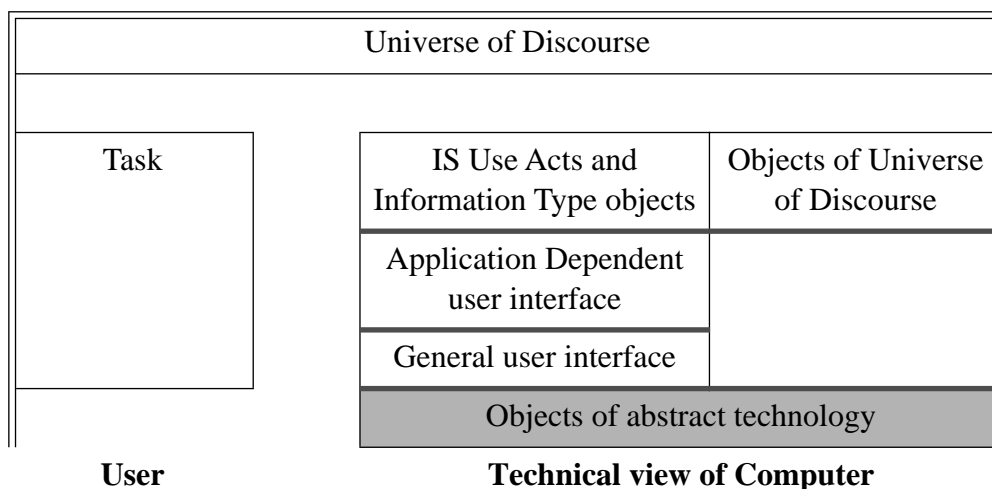 Universe of Discourse
Task
IS Use Acts and
Information Type objects
Objects of Universe
of Discourse
Application Dependent
user interface
General user interface
Objects of abstract technology
User
Technical view of Computer